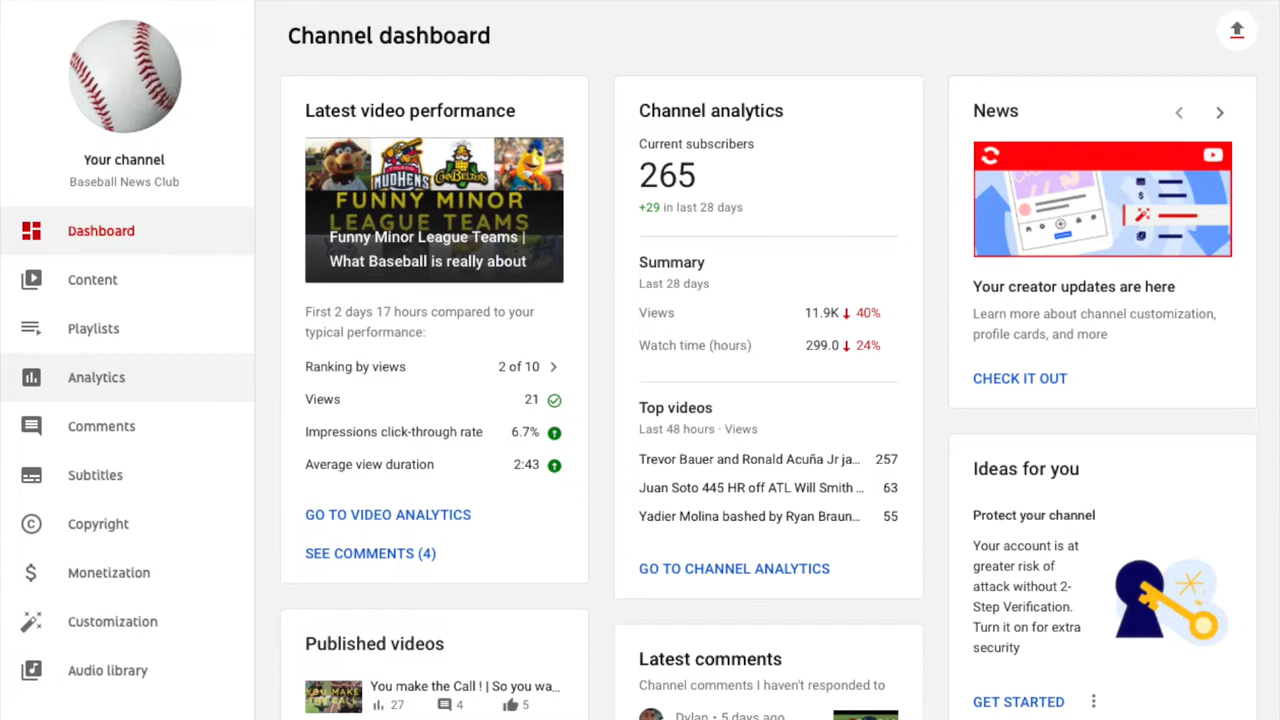 Channel dashboard
Your channel
Baseball News Club
Dashboard
Content
Playlists
Analytics
Comments
Subtitles
Copyright
Monetization
Customization
Audio library
Latest video performance
MUDHENS
CORNBELTERS
FUNNY MINOR
LEAGUE TEAMS
Funny Minor League Teams |
What Baseball is really about
First 2 days 17 hours compared to your
typical performance:
Ranking by views 2 of 10
Views 21
Impressions click-through rate 6.7%
Average view duration 2:43
GO TO VIDEO ANALYTICS
SEE COMMENTS (4)
Published videos
YOU MAKE
THE CALL
You make the Call ! | So you wa...
27 4 5
Channel analytics
Current subscribers
265
+29 in last 28 days
Summary
Last 28 days
Views 11.9K 40%
Watch time (hours) 299.0 24%
Top videos
Last 48 hours · Views
Trevor Bauer and Ronald Acuña Jr ja... 257
Juan Soto 445 HR off ATL Will Smith ... 63
Yadier Molina bashed by Ryan Braun... 55
GO TO CHANNEL ANALYTICS
Latest comments
Channel comments I haven't responded to
Dylan • 5 days ago
News
Your creator updates are here
Learn more about channel customization,
profile cards, and more
CHECK IT OUT
Ideas for you
Protect your channel
Your account is at
greater risk of
attack without 2-
Step Verification.
Turn it on for extra
security
GET STARTED